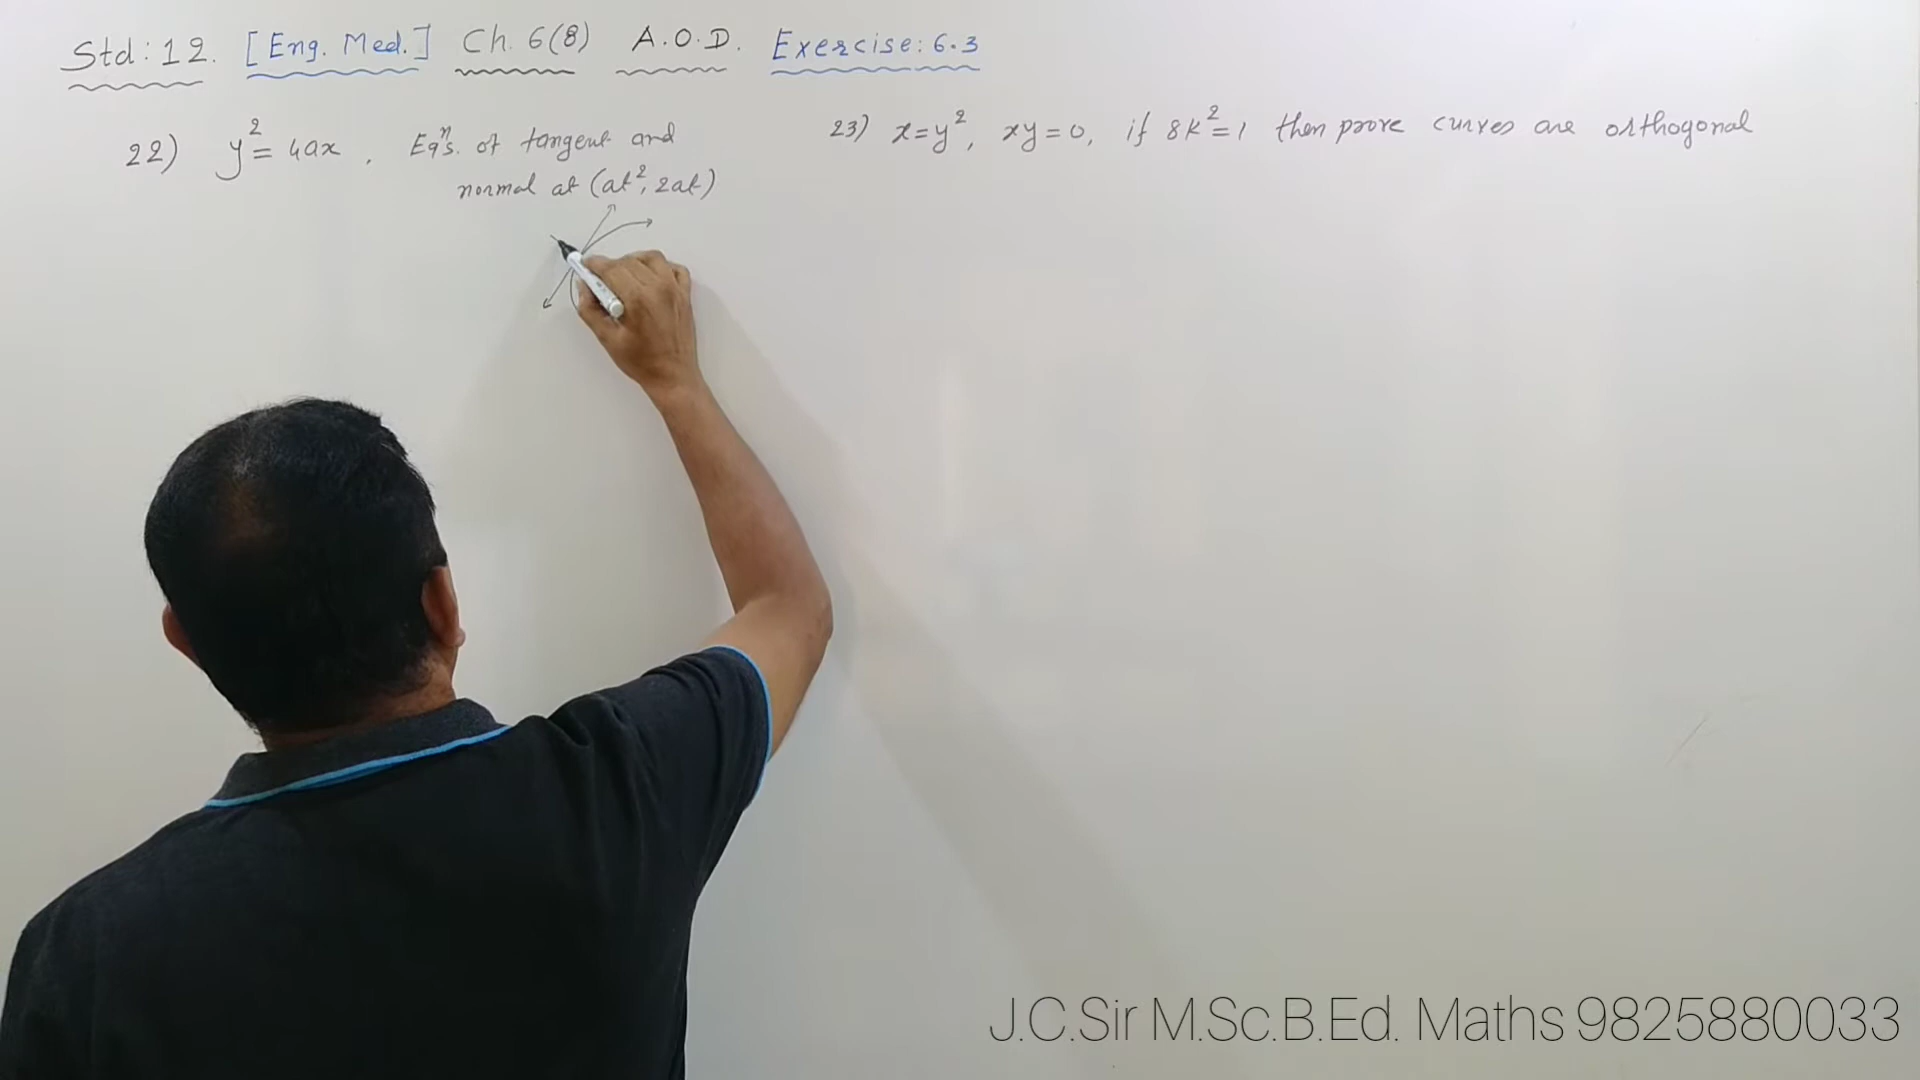 Std: 12. [Eng. Med.] Ch. 6(8) A.O.D. Exercise: 6.3
22) y² = 4ax, Eqⁿs. of tangent and
normal at (at², 2at)
23) x=y², xy=0, if 8k²=1 then prove curves are orthogonal
J.C.Sir M.Sc.B.Ed. Maths 9825880033